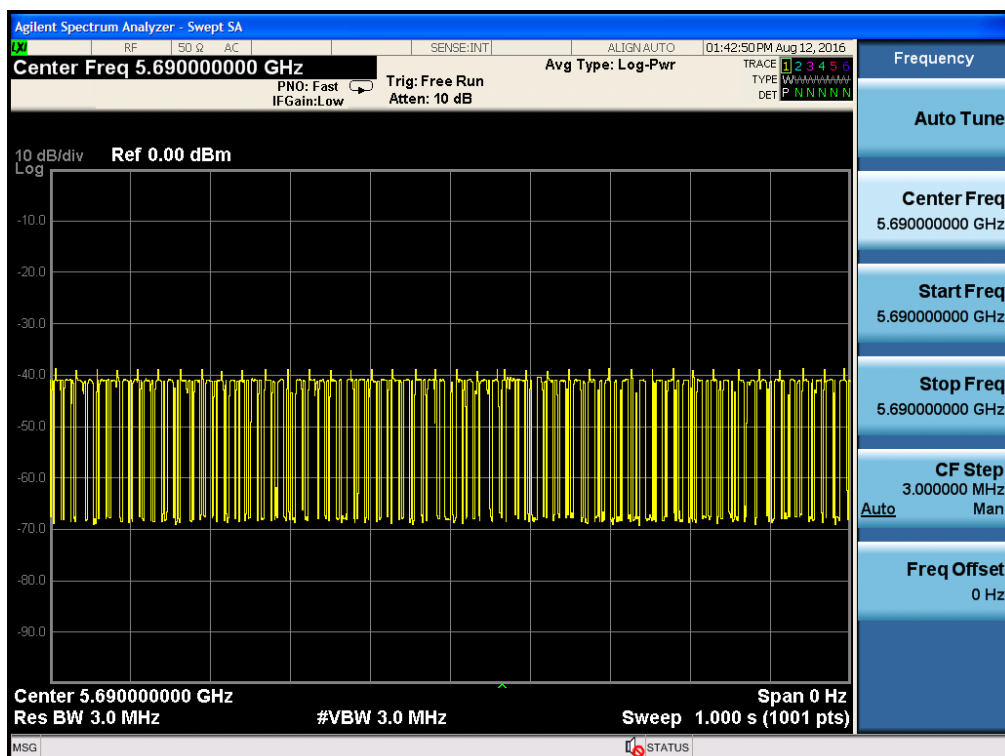 Agilent Spectrum Analyzer - Swept SA
LXI RF 50 Ω AC SENSE:INT ALIGN AUTO 01:42:50 PM Aug 12, 2016
Center Freq 5.690000000 GHz
PNO: Fast
IFGain:Low
Trig: Free Run
Atten: 10 dB
Avg Type: Log-Pwr
TRACE 1 2 3 4 5 6
TYPE
DET P N N N N N
10 dB/div Ref 0.00 dBm
Log
-10.0
-20.0
-30.0
-40.0
-50.0
-60.0
-70.0
-80.0
-90.0
Center 5.690000000 GHz Span 0 Hz
Res BW 3.0 MHz #VBW 3.0 MHz Sweep 1.000 s (1001 pts)
MSG STATUS
Frequency
Auto Tune
Center Freq
5.690000000 GHz
Start Freq
5.690000000 GHz
Stop Freq
5.690000000 GHz
CF Step
3.000000 MHz
Auto Man
Freq Offset
0 Hz